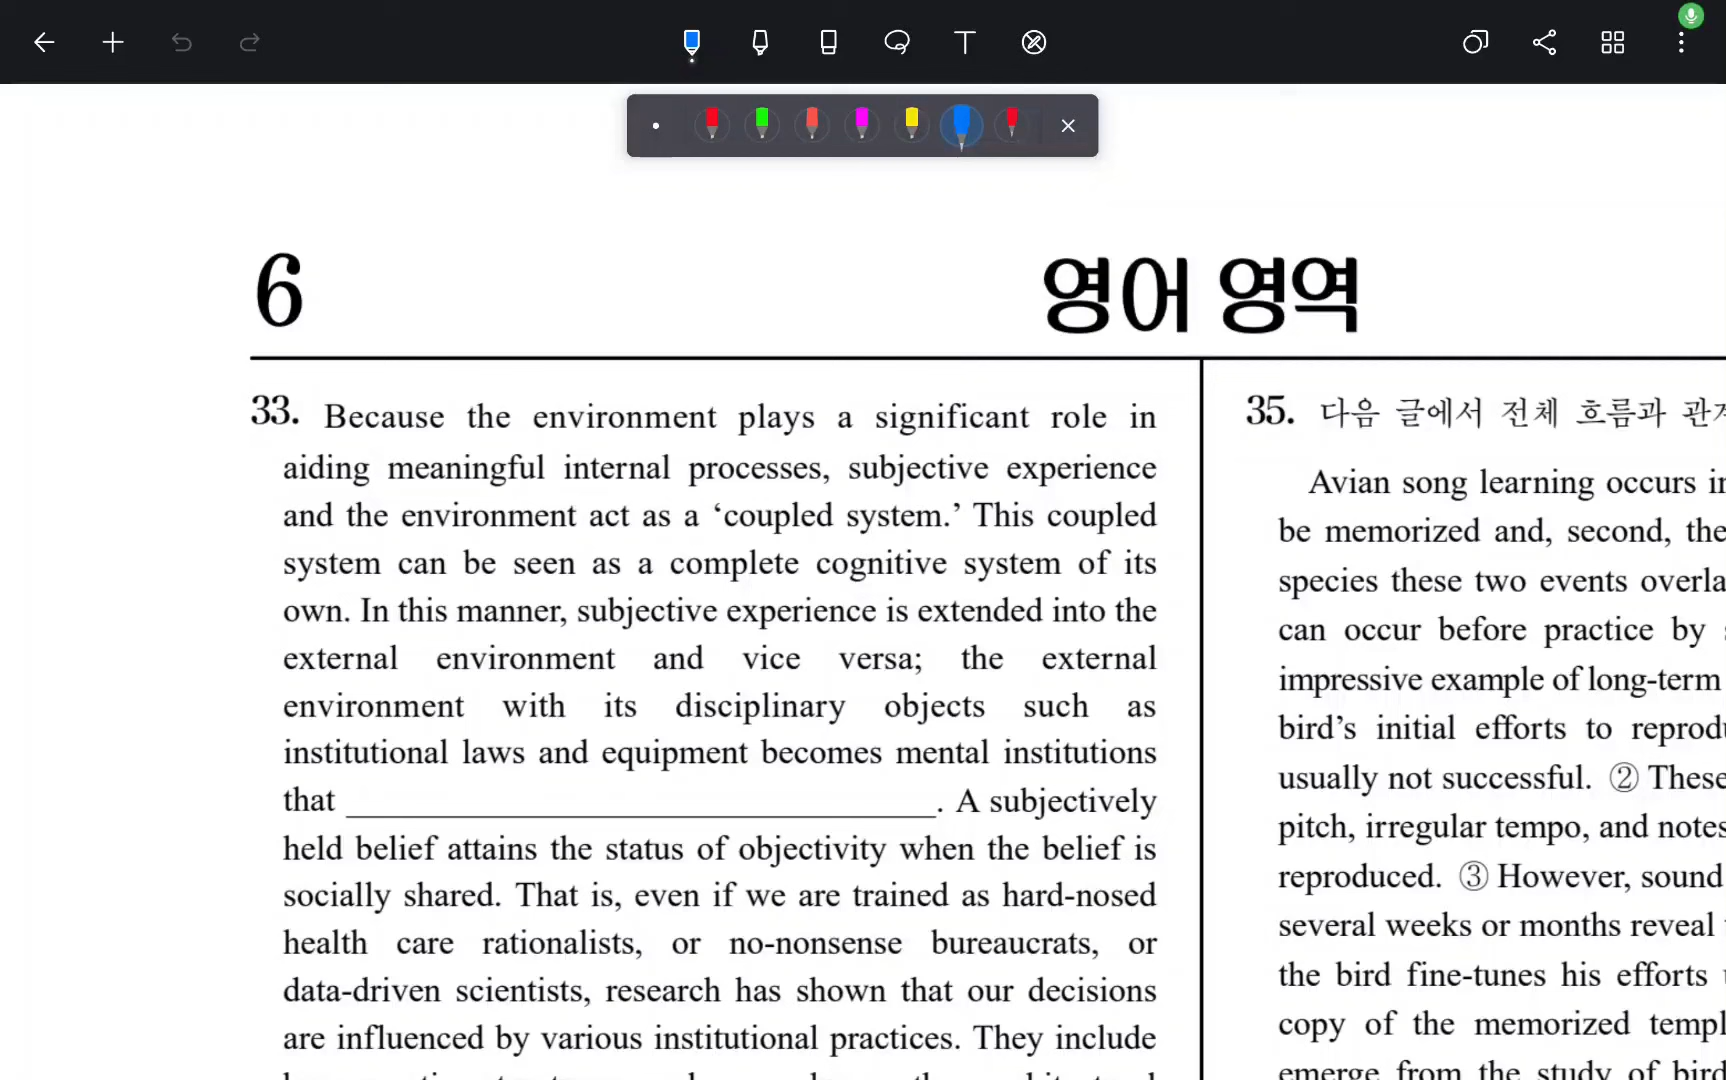 6
영어 영역
33. Because the environment plays a significant role in
aiding meaningful internal processes, subjective experience
and the environment act as a ‘coupled system.’ This coupled
system can be seen as a complete cognitive system of its
own. In this manner, subjective experience is extended into the
external environment and vice versa; the external
environment with its disciplinary objects such as
institutional laws and equipment becomes mental institutions
that ____________________. A subjectively
held belief attains the status of objectivity when the belief is
socially shared. That is, even if we are trained as hard-nosed
health care rationalists, or no-nonsense bureaucrats, or
data-driven scientists, research has shown that our decisions
are influenced by various institutional practices. They include
35. 다음 글에서 전체 흐름과
Avian song learning occurs
be memorized and, second, the
species these two events
can occur before practice by
impressive example of long-term
bird’s initial efforts to
usually not successful. ② These
pitch, irregular tempo, and notes
reproduced. ③ However, sound
several weeks or months reveal
the bird fine-tunes his efforts
copy of the memorized
emerge from the study of bird